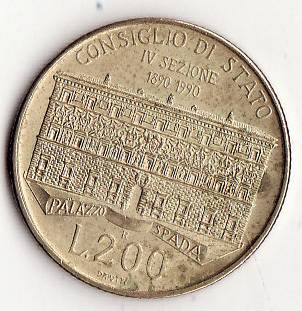 CONSIGLIO·DI·STATO
IV SEZIONE
1890·1990
PALAZZO
SPADA
R
L.200